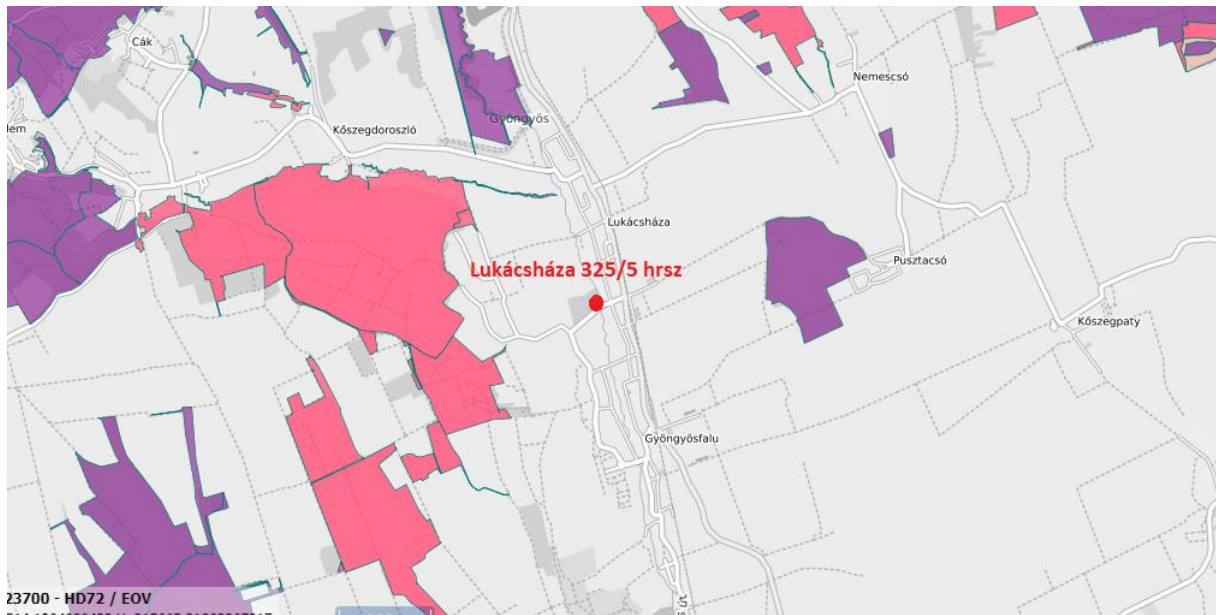 Cák
Nemescsó
Gyöngyös
Kőszegdoroszló
Lukácsháza
Lukácsháza 325/5 hrsz
Pusztacsó
Kőszegpaty
Gyöngyösfalu
23700 - HD72 / EOV